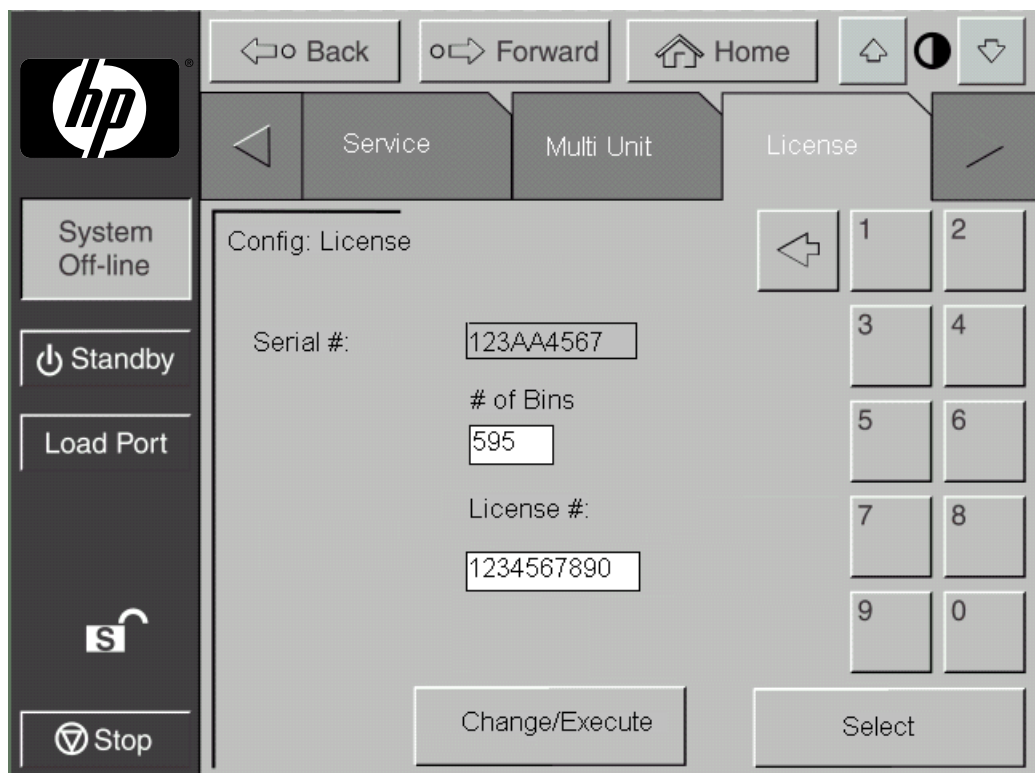 Back
Forward
Home
hp
®
Service
Multi Unit
License
System
Off-line
Config: License
1
2
Standby
Serial #:
123AA4567
3
4
# of Bins
Load Port
595
5
6
License #:
7
8
1234567890
S
9
0
Stop
Change/Execute
Select